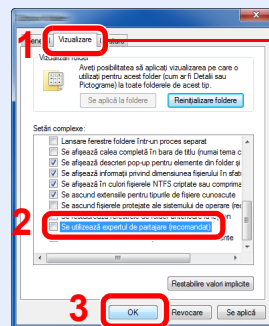 1
Vizualizare
Vizualizări folder
Aveți posibilitatea să aplicați vizualizarea pe care o
utilizați pentru acest folder (cum ar fi Detalii sau
Pictograme) la toate folderele de acest tip.
Se aplică la foldere
Reinițializare foldere
Setări complexe:
Lansare ferestre foldere într-un proces separat
Se afișează calea completă în bara de titlu (numai tema c
Se afișează descrieri pop-up pentru elemente din folder și
Se afișează informații privind dimensiunea fișierului în sfat
Se afișează în culori fișierele NTFS criptate sau comprima
Se ascund extensiile pentru tipurile de fișiere cunoscute
Se ascund fișierele protejate ale sistemului de operare (re
2
Se utilizează expertul de partajare (recomandat)
Reatabilire valori implicite
3
OK
Revocare
Se aplică